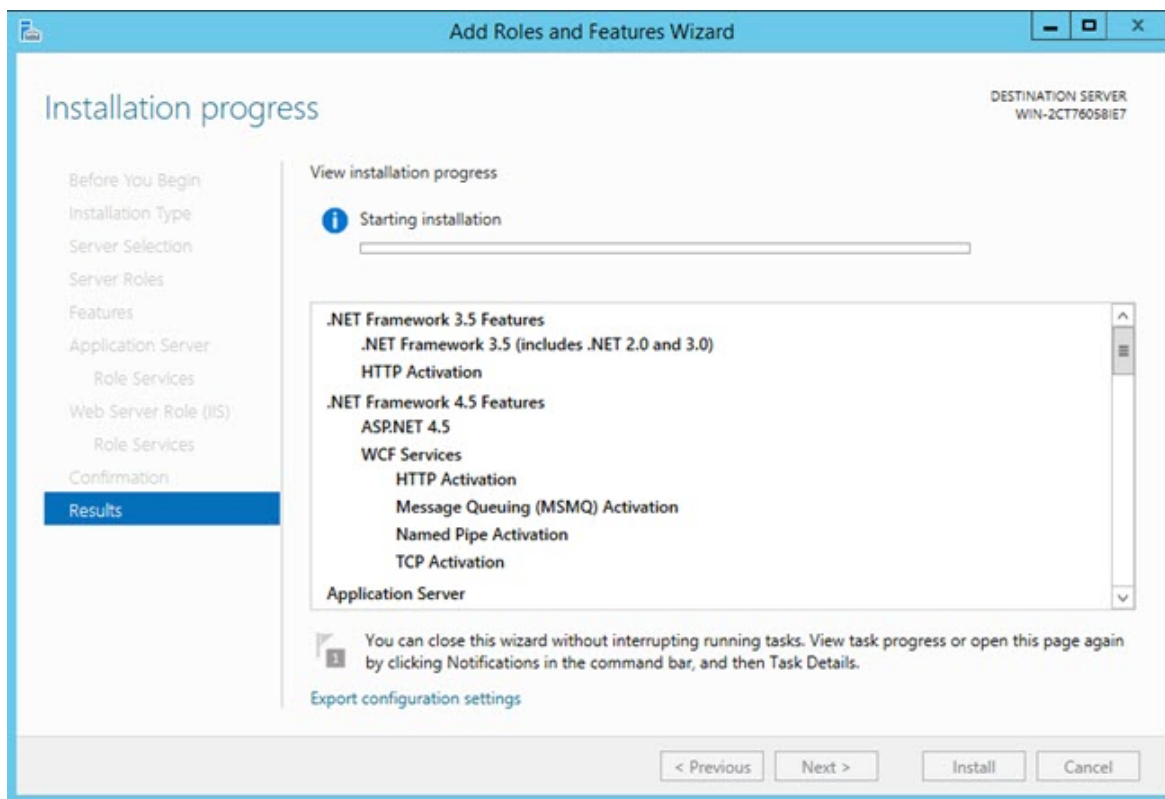 Add Roles and Features Wizard
Installation progress
DESTINATION SERVER
WIN-2CT76058IE7
Before You Begin
Installation Type
Server Selection
Server Roles
Features
Application Server
Role Services
Web Server Role (IIS)
Role Services
Confirmation
Results
View installation progress
Starting installation
.NET Framework 3.5 Features
.NET Framework 3.5 (includes .NET 2.0 and 3.0)
HTTP Activation
.NET Framework 4.5 Features
ASP.NET 4.5
WCF Services
HTTP Activation
Message Queuing (MSMQ) Activation
Named Pipe Activation
TCP Activation
Application Server
1
You can close this wizard without interrupting running tasks. View task progress or open this page again
by clicking Notifications in the command bar, and then Task Details.
Export configuration settings
< Previous
Next >
Install
Cancel